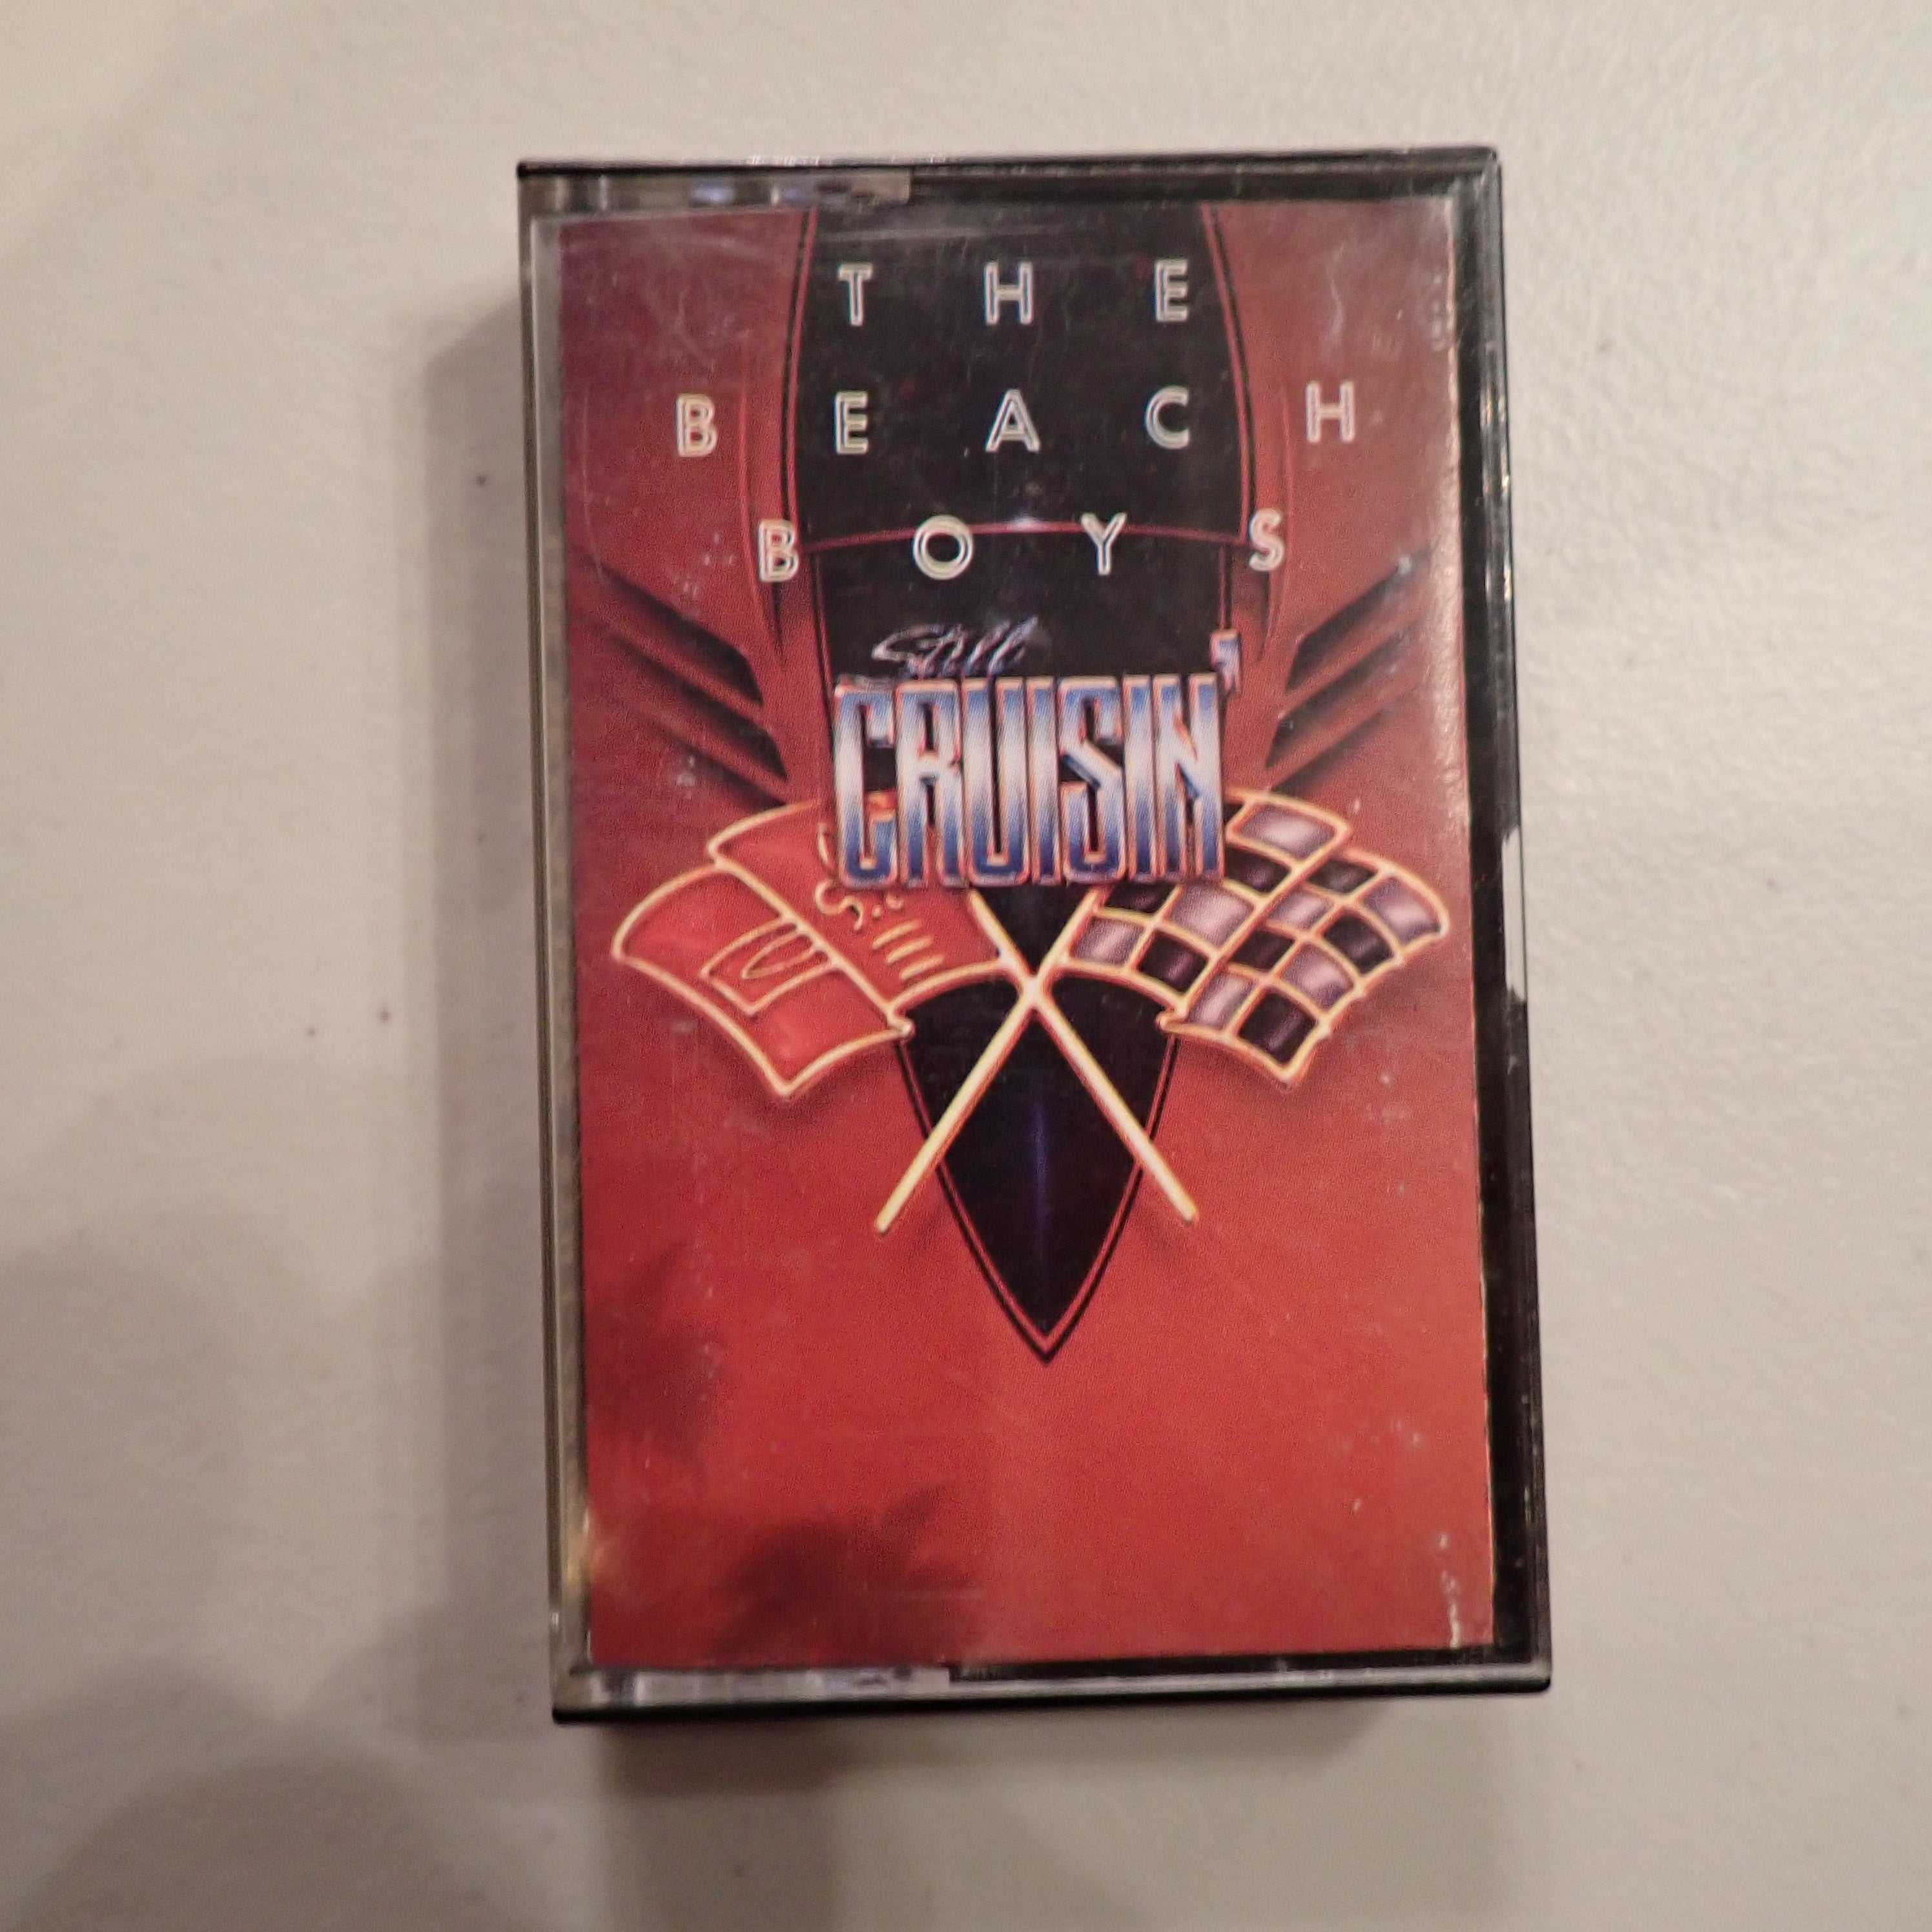 THE
BEACH
BOYS
Still
CRUISIN'